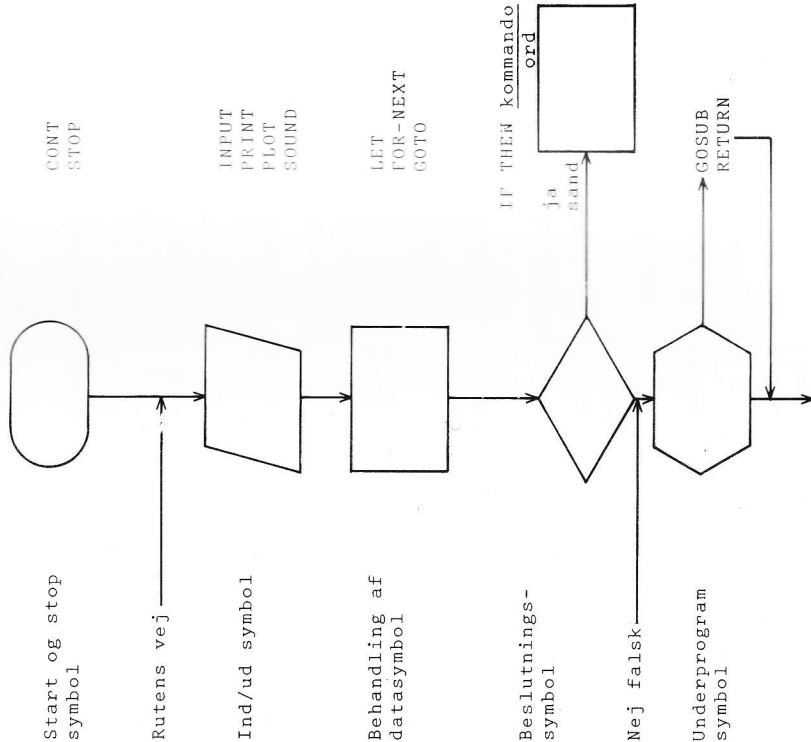 Start og stop
symbol
CONT
STOP
Rutens vej
Ind/ud symbol
INPUT
PRINT
PLOT
SOUND
Behandling af
datasymbol
LET
FOR-NEXT
GOTO
Beslutnings-
symbol
IF THEN kommando
ord
ja
sand
Nej falsk
Underprogram
symbol
GOSUB
RETURN